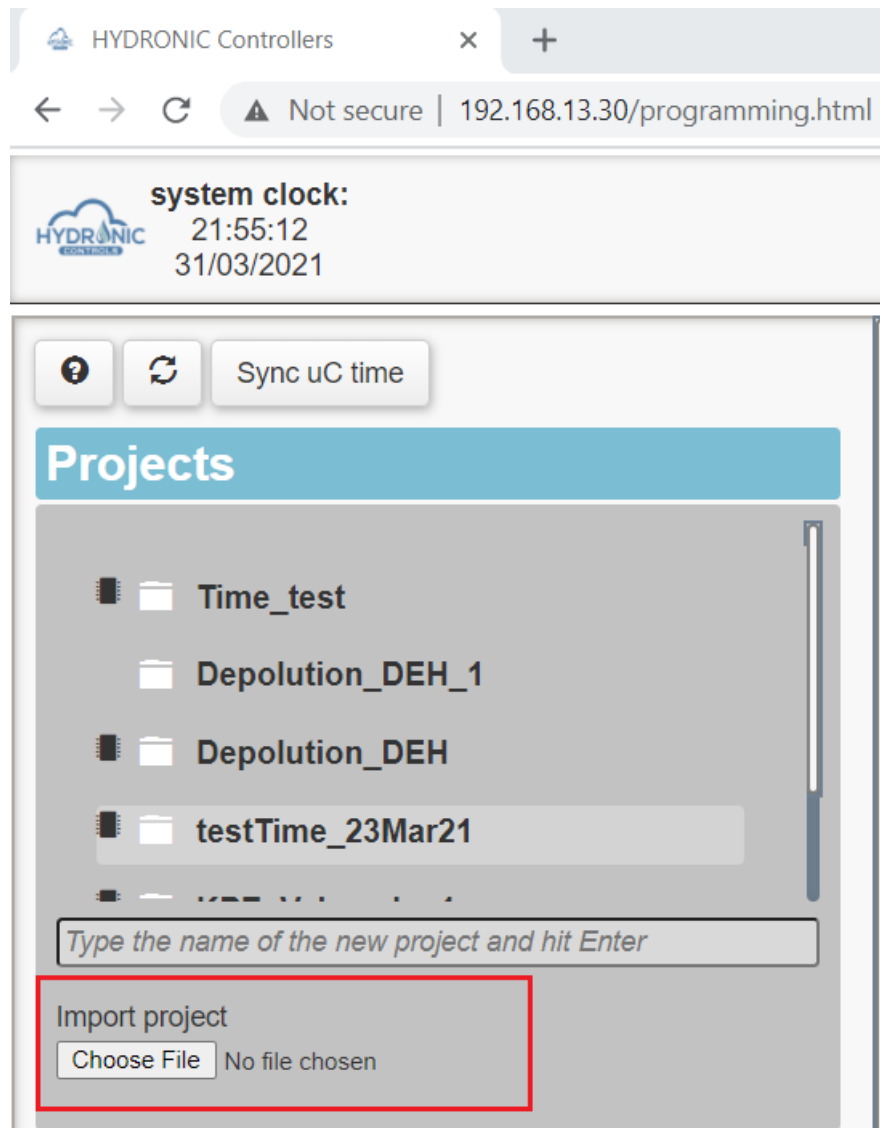 HYDRONIC Controllers
Not secure | 192.168.13.30/programming.html
system clock:
HYDRONIC
CONTROLS
21:55:12
31/03/2021
Sync uC time
Projects
Time_test
Depolution_DEH_1
Depolution_DEH
testTime_23Mar21
Type the name of the new project and hit Enter
Import project
Choose File No file chosen